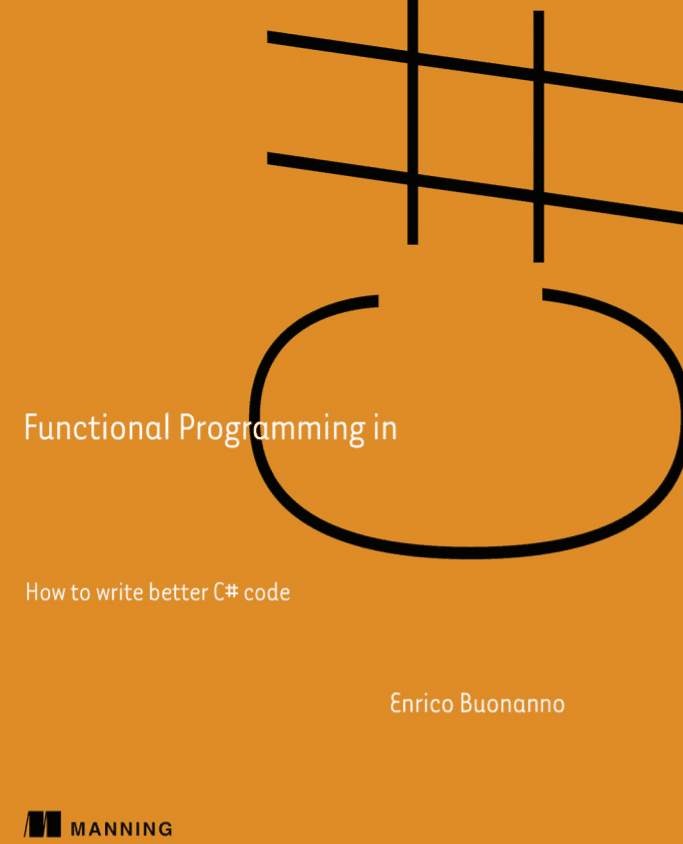 Functional Programming in
How to write better C# code
Enrico Buonanno
MANNING